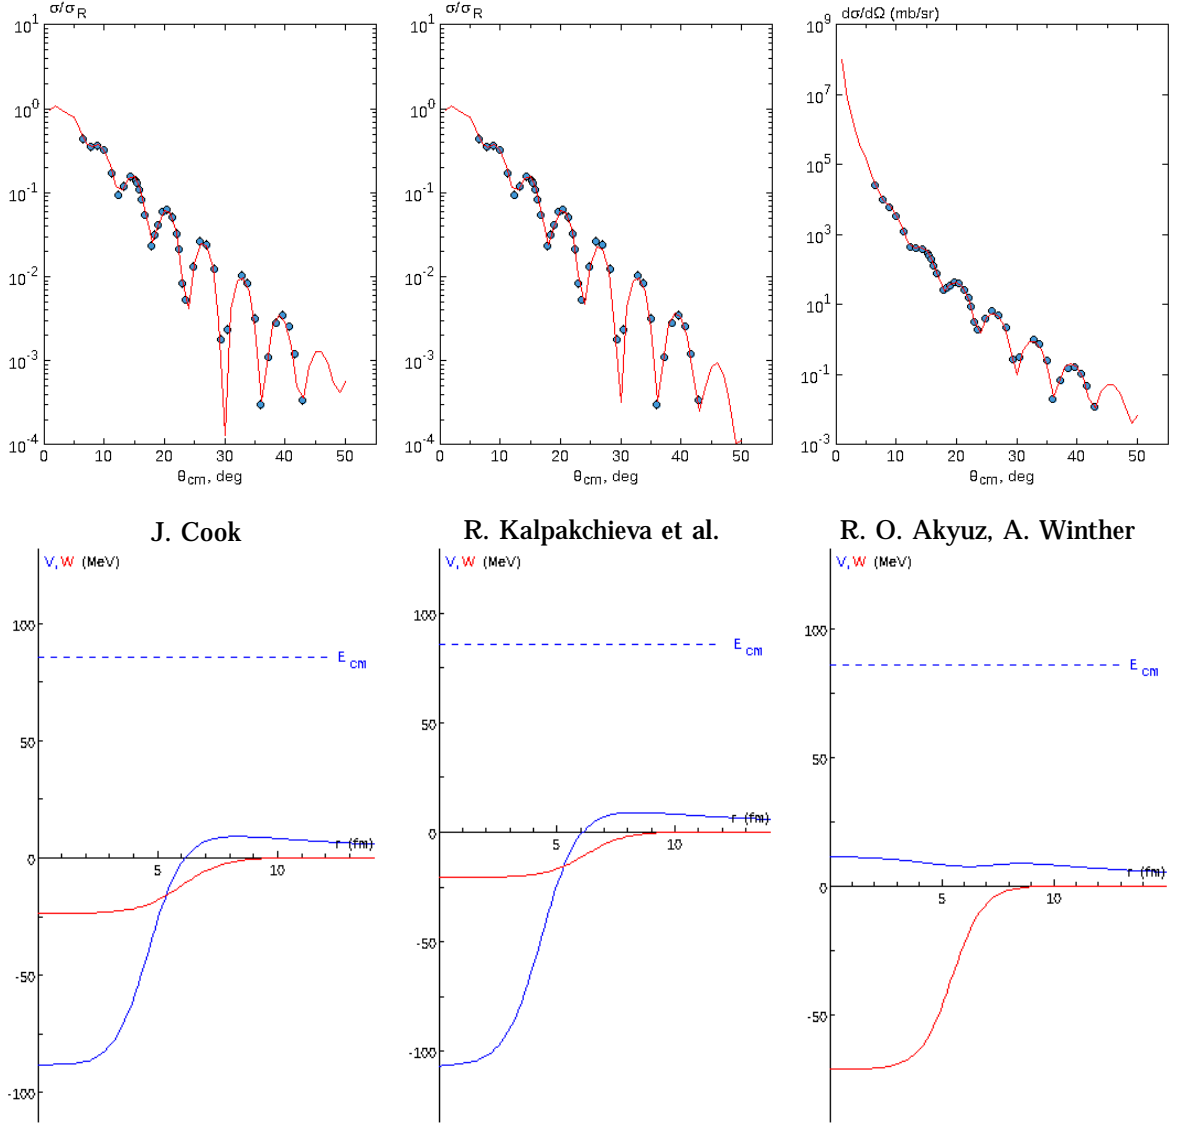 σ/σR
10^1
10^0
10^-1
10^-2
10^-3
10^-4
0 10 20 30 40 50
θcm, deg
σ/σR
10^1
10^0
10^-1
10^-2
10^-3
10^-4
0 10 20 30 40 50
θcm, deg
dσ/dΩ (mb/sr)
10^9
10^7
10^5
10^3
10^1
10^-1
10^-3
0 10 20 30 40 50
θcm, deg
J. Cook
R. Kalpakchieva et al.
R. O. Akyuz, A. Winther
V, W (MeV)
100
Ecm
50
r (fm)
0
5 10
-50
-100
V, W (MeV)
100
Ecm
50
r (fm)
0
5 10
-50
-100
V, W (MeV)
100
Ecm
50
r (fm)
0
5 10
-50